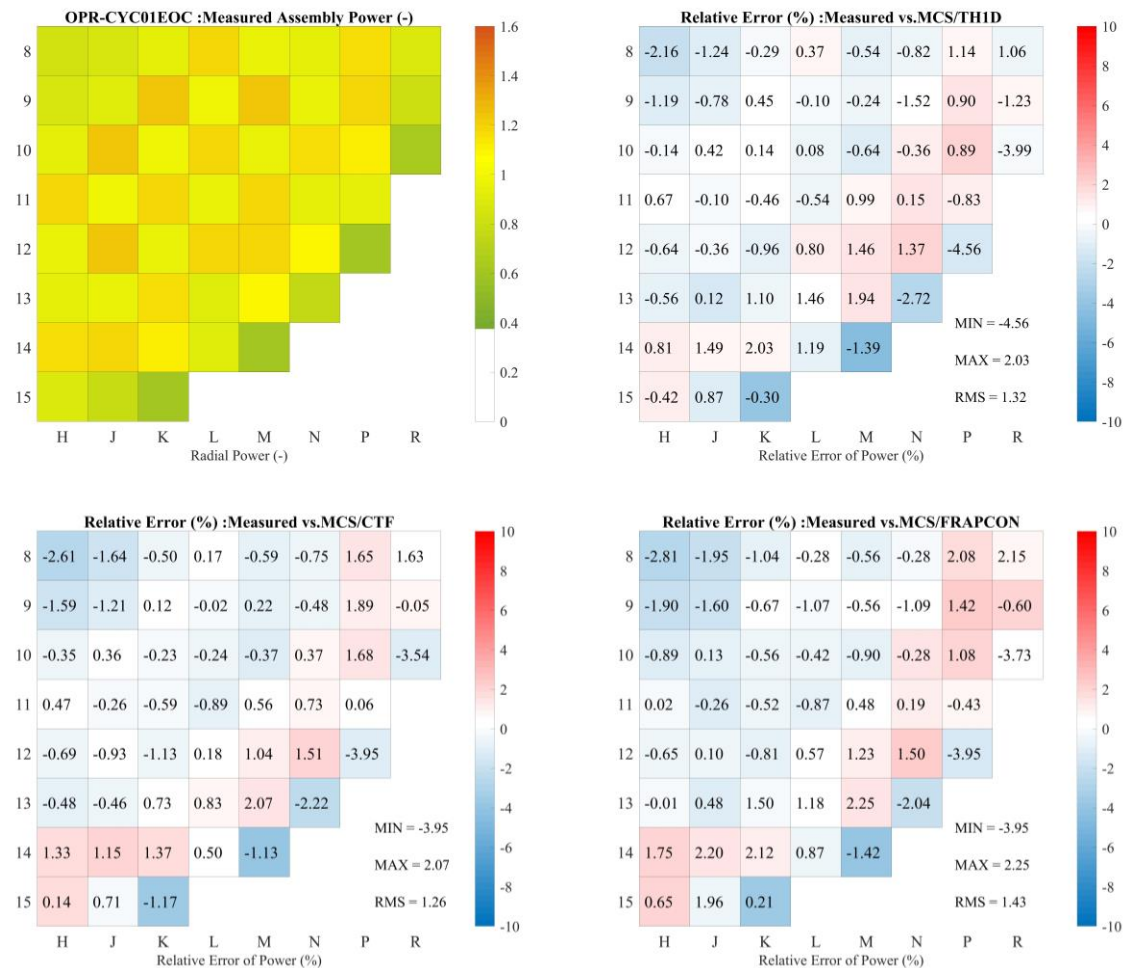 OPR-CYC01EOC :Measured Assembly Power (-)
8
9
10
11
12
13
14
15
H J K L M N P R
Radial Power (-)
1.6
1.4
1.2
1
0.8
0.6
0.4
0.2
0
Relative Error (%) :Measured vs.MCS/TH1D
8 -2.16 -1.24 -0.29 0.37 -0.54 -0.82 1.14 1.06
9 -1.19 -0.78 0.45 -0.10 -0.24 -1.52 0.90 -1.23
10 -0.14 0.42 0.14 0.08 -0.64 -0.36 0.89 -3.99
11 0.67 -0.10 -0.46 -0.54 0.99 0.15 -0.83
12 -0.64 -0.36 -0.96 0.80 1.46 1.37 -4.56
13 -0.56 0.12 1.10 1.46 1.94 -2.72
MIN = -4.56
14 0.81 1.49 2.03 1.19 -1.39
MAX = 2.03
15 -0.42 0.87 -0.30
RMS = 1.32
H J K L M N P R
Relative Error of Power (%)
10
8
6
4
2
0
-2
-4
-6
-8
-10
Relative Error (%) :Measured vs.MCS/CTF
8 -2.61 -1.64 -0.50 0.17 -0.59 -0.75 1.65 1.63
9 -1.59 -1.21 0.12 -0.02 0.22 -0.48 1.89 -0.05
10 -0.35 0.36 -0.23 -0.24 -0.37 0.37 1.68 -3.54
11 0.47 -0.26 -0.59 -0.89 0.56 0.73 0.06
12 -0.69 -0.93 -1.13 0.18 1.04 1.51 -3.95
13 -0.48 -0.46 0.73 0.83 2.07 -2.22
MIN = -3.95
14 1.33 1.15 1.37 0.50 -1.13
MAX = 2.07
15 0.14 0.71 -1.17
RMS = 1.26
H J K L M N P R
Relative Error of Power (%)
10
8
6
4
2
0
-2
-4
-6
-8
-10
Relative Error (%) :Measured vs.MCS/FRAPCON
8 -2.81 -1.95 -1.04 -0.28 -0.56 -0.28 2.08 2.15
9 -1.90 -1.60 -0.67 -1.07 -0.56 -1.09 1.42 -0.60
10 -0.89 0.13 -0.56 -0.42 -0.90 -0.28 1.08 -3.73
11 0.02 -0.26 -0.52 -0.87 0.48 0.19 -0.43
12 -0.65 0.10 -0.81 0.57 1.23 1.50 -3.95
13 -0.01 0.48 1.50 1.18 2.25 -2.04
MIN = -3.95
14 1.75 2.20 2.12 0.87 -1.42
MAX = 2.25
15 0.65 1.96 0.21
RMS = 1.43
H J K L M N P R
Relative Error of Power (%)
10
8
6
4
2
0
-2
-4
-6
-8
-10